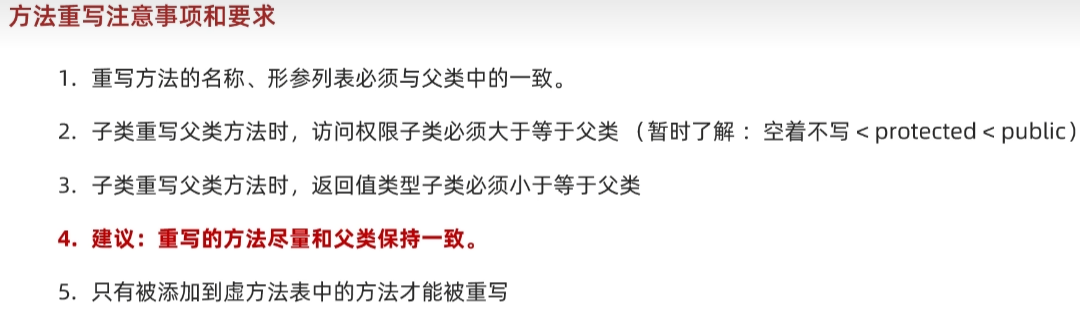 方法重写注意事项和要求
1. 重写方法的名称、形参列表必须与父类中的一致。
2. 子类重写父类方法时，访问权限子类必须大于等于父类（暂时了解：空着不写<protected<public）
3. 子类重写父类方法时，返回值类型子类必须小于等于父类
4. 建议：重写的方法尽量和父类保持一致。
5. 只有被添加到虚方法表中的方法才能被重写